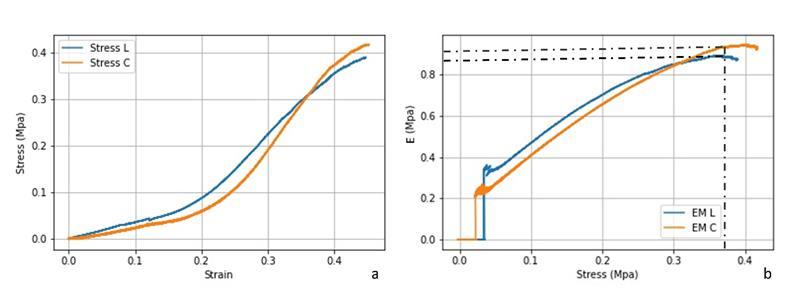 Stress L
Stress C
0.4
0.3
0.2
0.1
0.0
Stress (Mpa)
0.0 0.1 0.2 0.3 0.4
Strain
a
0.8
0.6
0.4
0.2
0.0
E (Mpa)
EM L
EM C
0.0 0.1 0.2 0.3 0.4
Stress (Mpa)
b